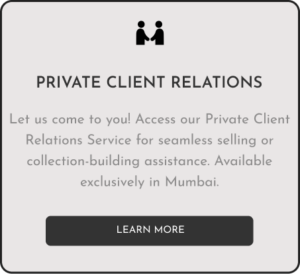 PRIVATE CLIENT RELATIONS
Let us come to you! Access our Private Client
Relations Service for seamless selling or
collection-building assistance. Available
exclusively in Mumbai.
LEARN MORE